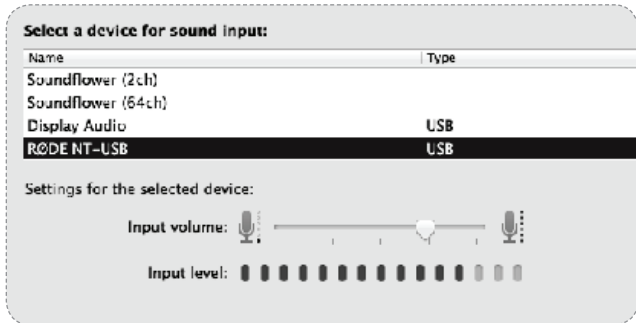 Select a device for sound input:
Name Type
Soundflower (2ch)
Soundflower (64ch)
Display Audio USB
RØDE NT-USB USB
Settings for the selected device:
Input volume:
Input level: